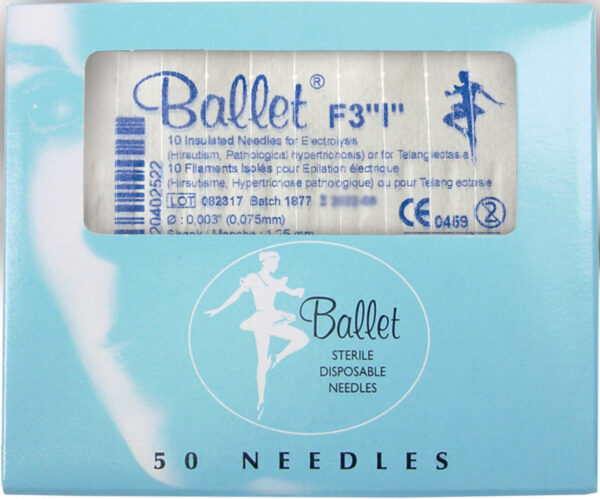 Ballet® F3"I"
10 Insulated Needles for Electrolysis
(Hirsutism, Pathological hypertrichosis) or for Telangiectasia
10 Filaments Isolés pour Epilation électrique
(Hirsutisme, Hypertrichose pathologique) ou pour Telangiectasie
LOT 082317 Batch 1877
Ø : 0,003" (0,075mm)
CE 0459 2
20402522
Ballet
STERILE
DISPOSABLE
NEEDLES
50 NEEDLES